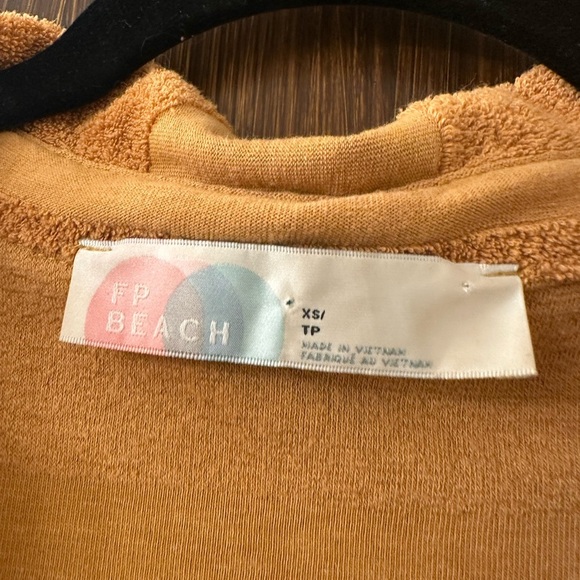 FP
BEACH
XS/
TP
MADE IN VIETNAM
FABRIQUÉ AU VIETNAM